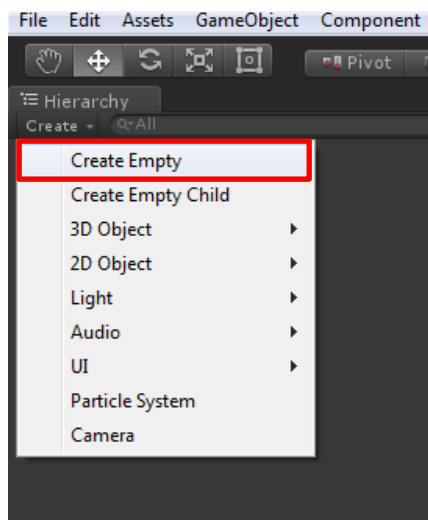 File Edit Assets GameObject Component
Pivot
Hierarchy
Create All
Create Empty
Create Empty Child
3D Object
2D Object
Light
Audio
UI
Particle System
Camera